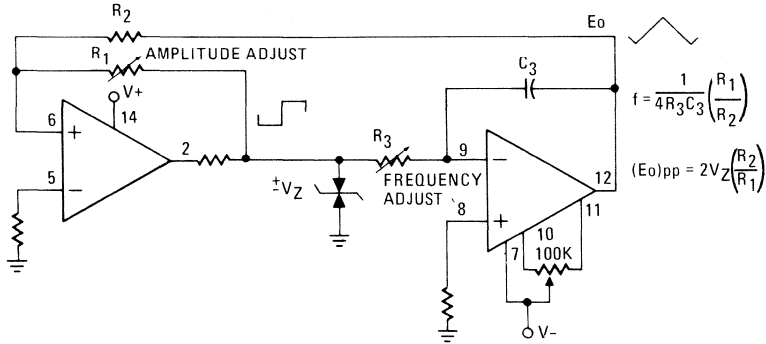 R2
Eo
R1
AMPLITUDE ADJUST
V+
14
6
+
2
5
−
C3
f = 1/4R3C3 (R1/R2)
R3
9
−
12
±VZ
FREQUENCY
ADJUST
8
+
11
10
7
100K
(Eo)pp = 2VZ(R2/R1)
V−